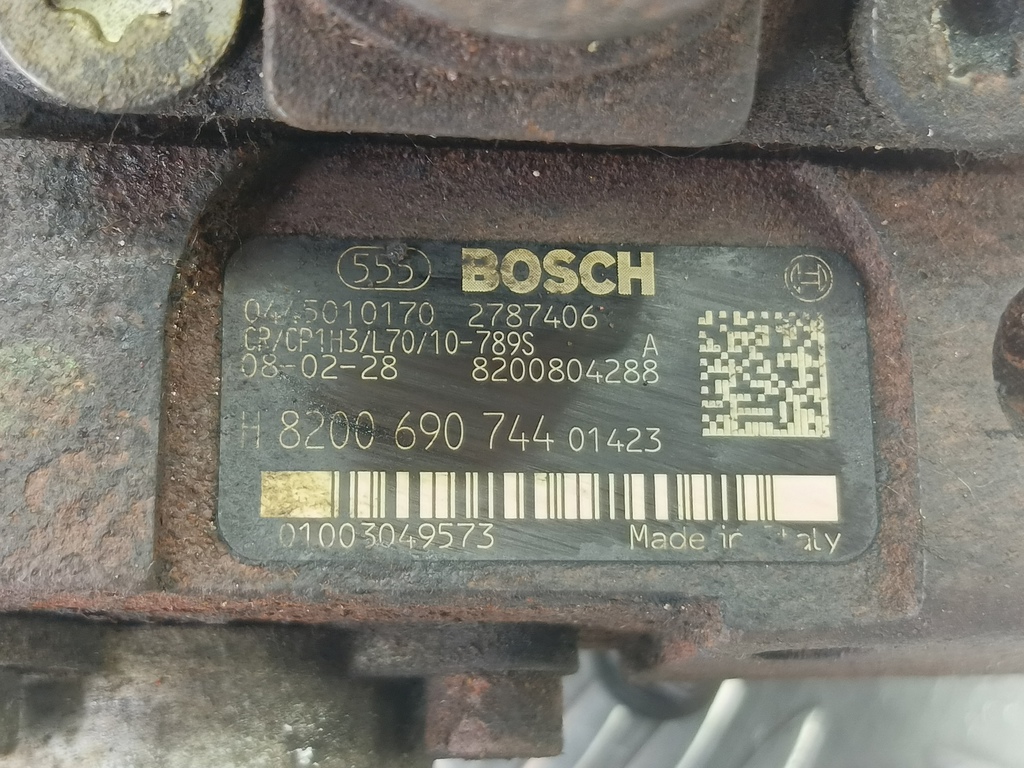 555 BOSCH
0445010170 2787406
CR/CP1H3/L70/10-789S A
08-02-28 8200804288
H 8200 690 744 01423
01003049573 Made in Italy